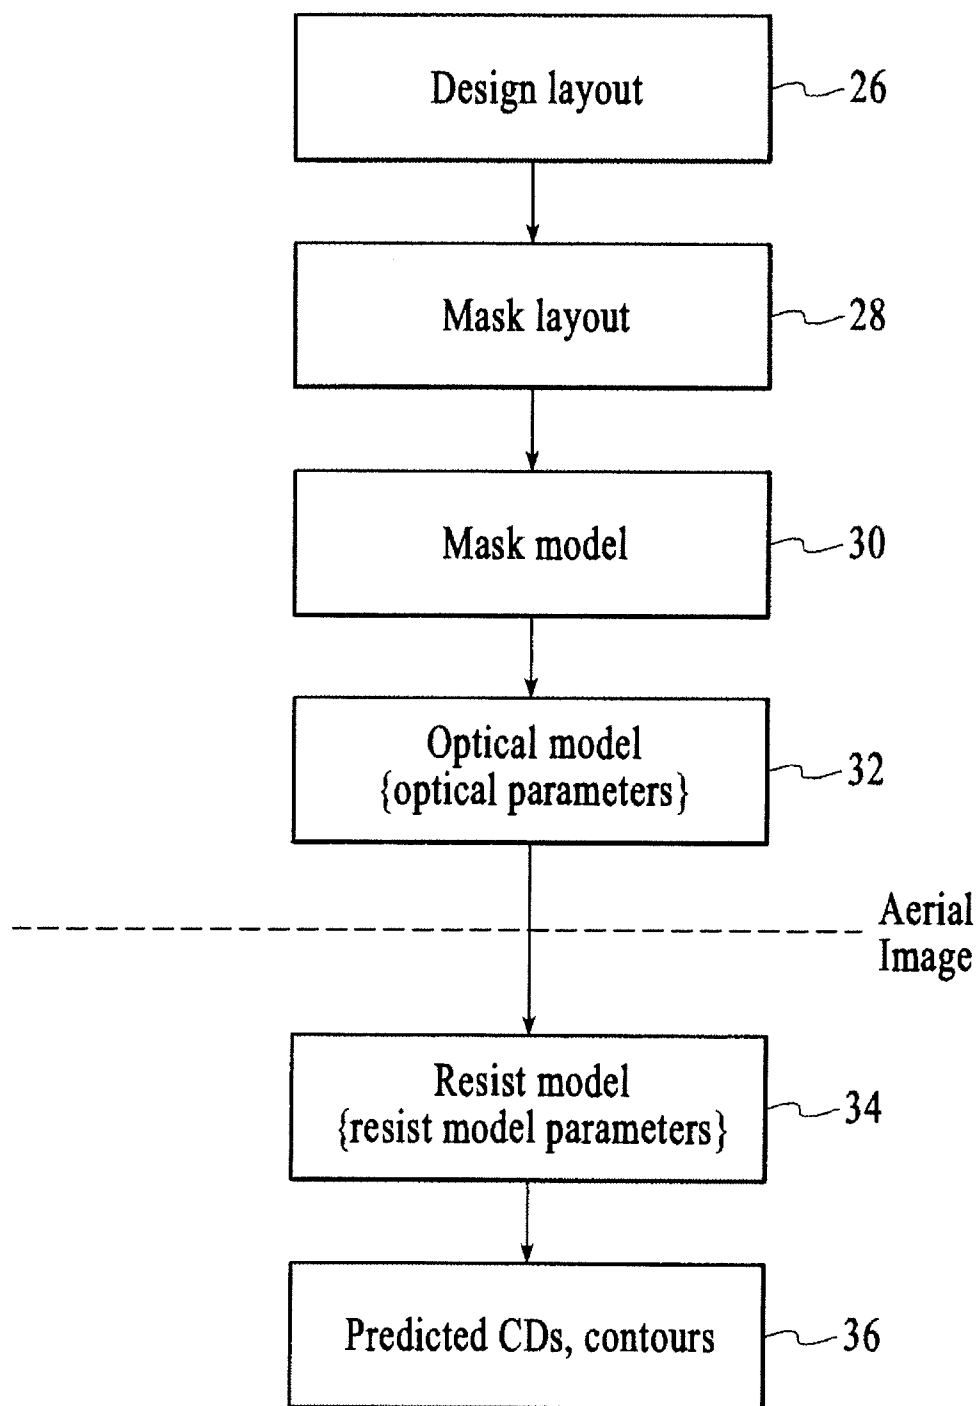 Design layout
26
Mask layout
28
Mask model
30
Optical model
{optical parameters}
32
Aerial
Image
Resist model
{resist model parameters}
34
Predicted CDs, contours
36